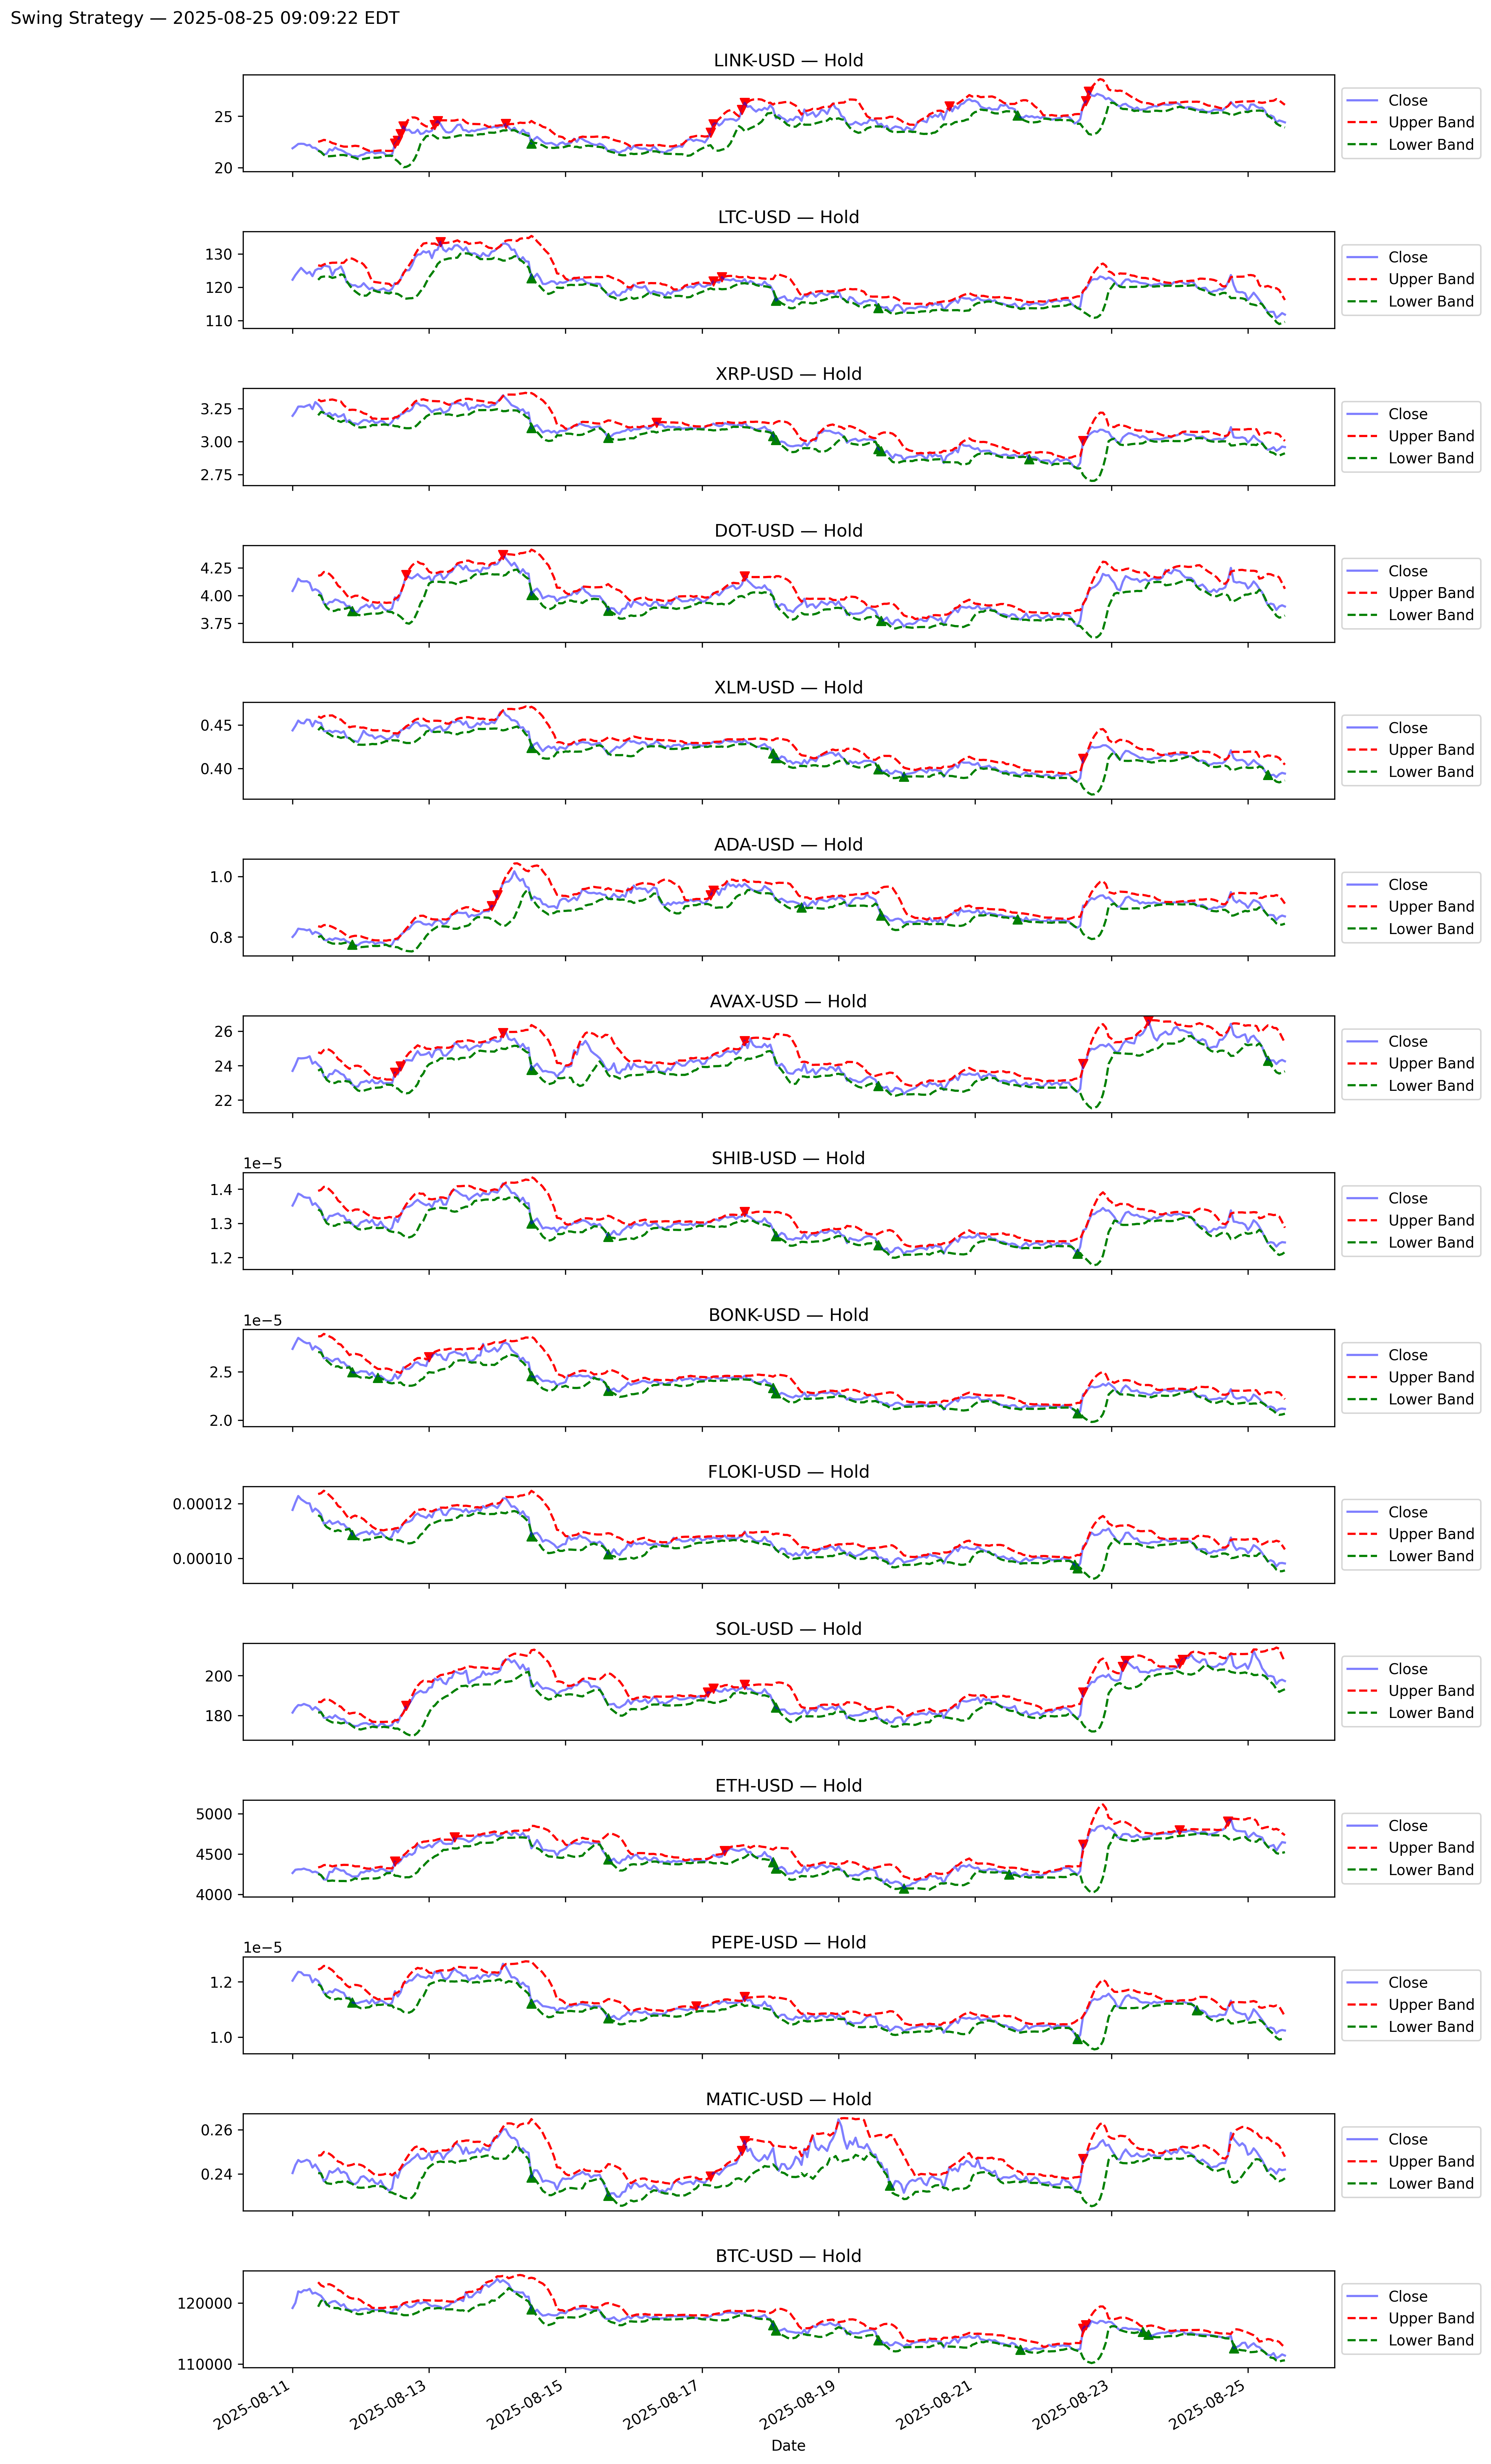 Swing Strategy — 2025-08-25 09:09:22 EDT
LINK-USD — Hold
25
20
Close
Upper Band
Lower Band
LTC-USD — Hold
130
120
110
Close
Upper Band
Lower Band
XRP-USD — Hold
3.25
3.00
2.75
Close
Upper Band
Lower Band
DOT-USD — Hold
4.25
4.00
3.75
Close
Upper Band
Lower Band
XLM-USD — Hold
0.45
0.40
Close
Upper Band
Lower Band
ADA-USD — Hold
1.0
0.8
Close
Upper Band
Lower Band
AVAX-USD — Hold
26
24
22
Close
Upper Band
Lower Band
SHIB-USD — Hold
1e−5
1.4
1.3
1.2
Close
Upper Band
Lower Band
BONK-USD — Hold
1e−5
2.5
2.0
Close
Upper Band
Lower Band
FLOKI-USD — Hold
0.00012
0.00010
Close
Upper Band
Lower Band
SOL-USD — Hold
200
180
Close
Upper Band
Lower Band
ETH-USD — Hold
5000
4500
4000
Close
Upper Band
Lower Band
PEPE-USD — Hold
1e−5
1.2
1.0
Close
Upper Band
Lower Band
MATIC-USD — Hold
0.26
0.24
Close
Upper Band
Lower Band
BTC-USD — Hold
120000
110000
Close
Upper Band
Lower Band
2025-08-11
2025-08-13
2025-08-15
2025-08-17
2025-08-19
2025-08-21
2025-08-23
2025-08-25
Date